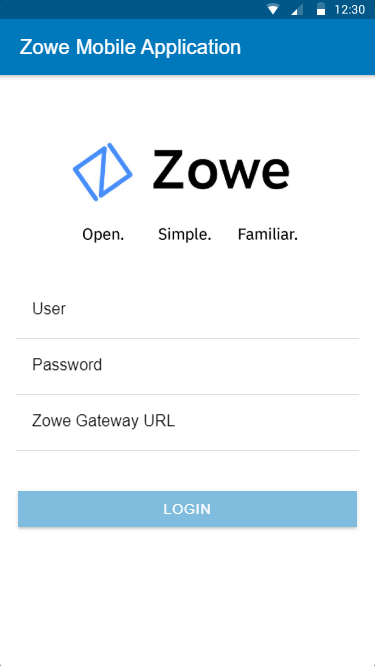 12:30
Zowe Mobile Application
Zowe
Open. Simple. Familiar.
User
Password
Zowe Gateway URL
LOGIN